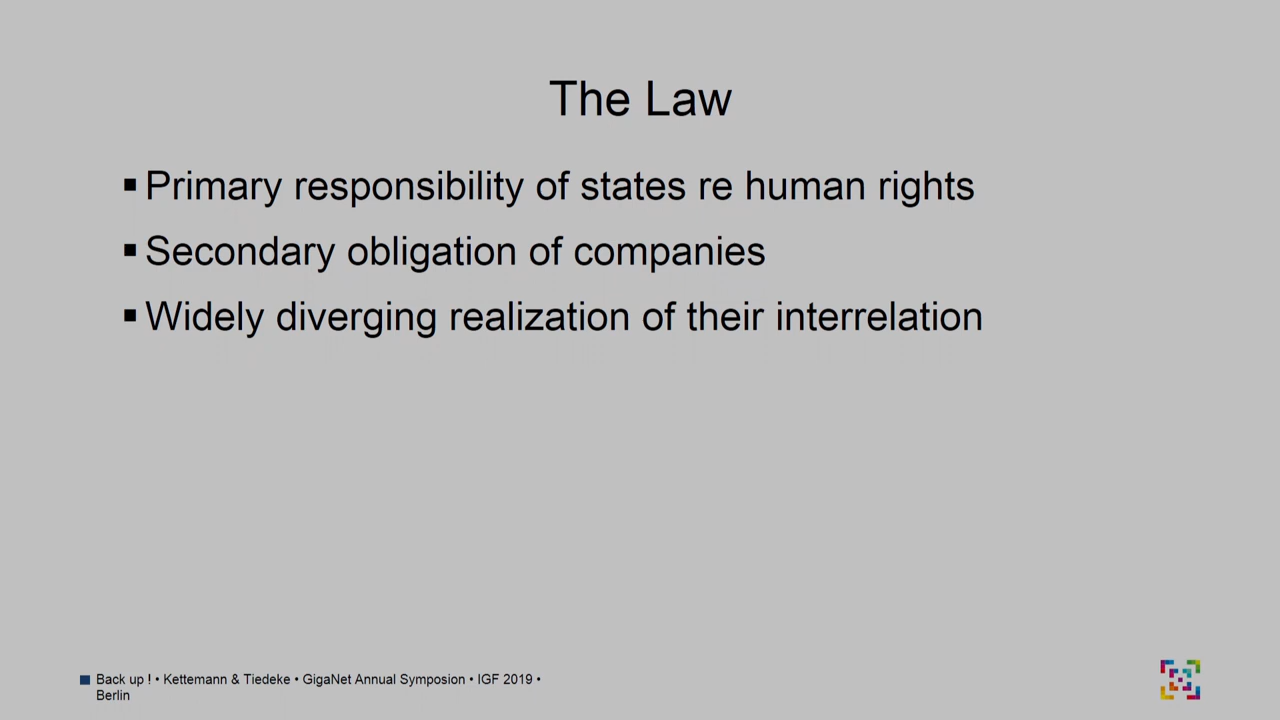 The Law
▪ Primary responsibility of states re human rights
▪ Secondary obligation of companies
▪ Widely diverging realization of their interrelation
■ Back up ! • Kettemann & Tiedeke • GigaNet Annual Symposion • IGF 2019 •
Berlin